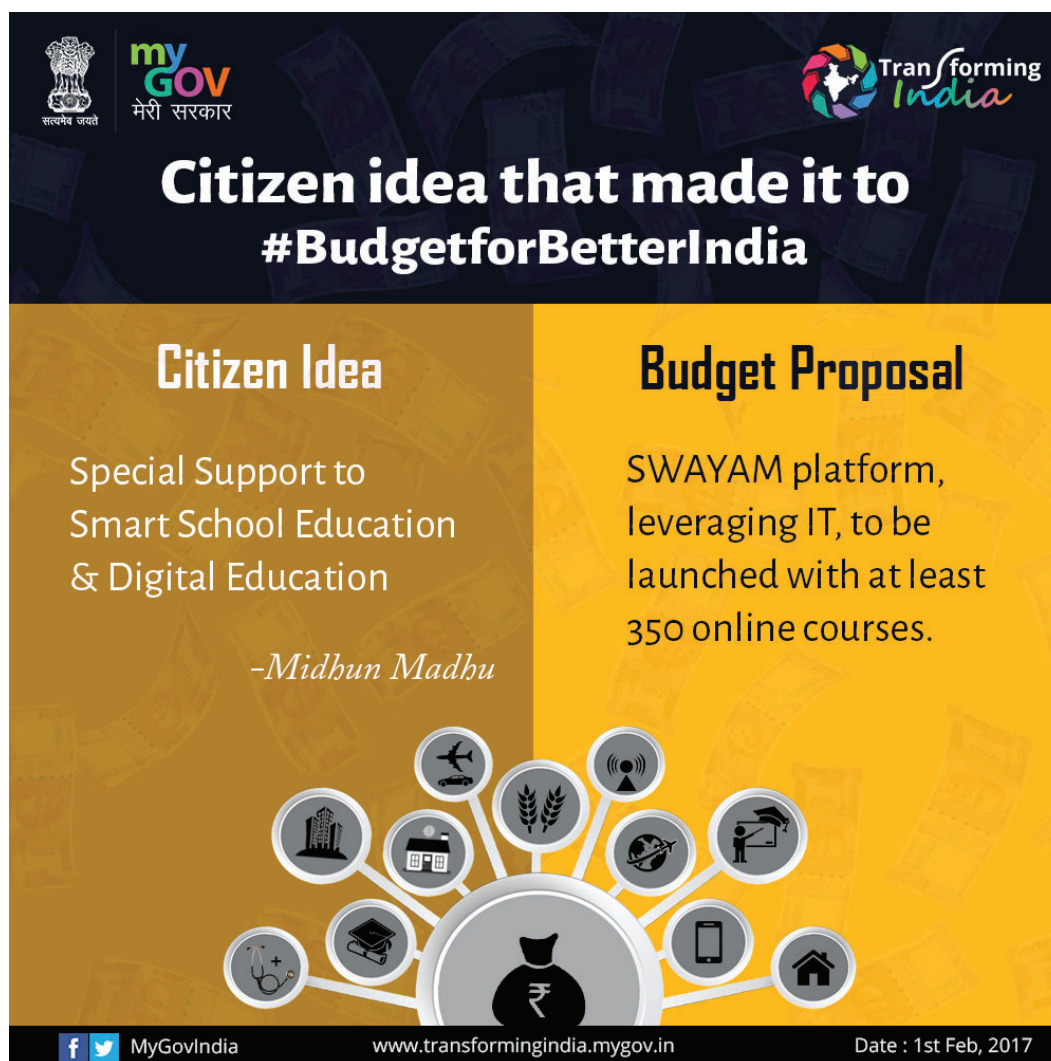 सत्यमेव जयते
my
GOV
मेरी सरकार
Transforming
India
Citizen idea that made it to
#BudgetforBetterIndia
Citizen Idea
Special Support to
Smart School Education
& Digital Education
-Midhun Madhu
Budget Proposal
SWAYAM platform,
leveraging IT, to be
launched with at least
350 online courses.
₹
MyGovIndia
www.transformingindia.mygov.in
Date : 1st Feb, 2017